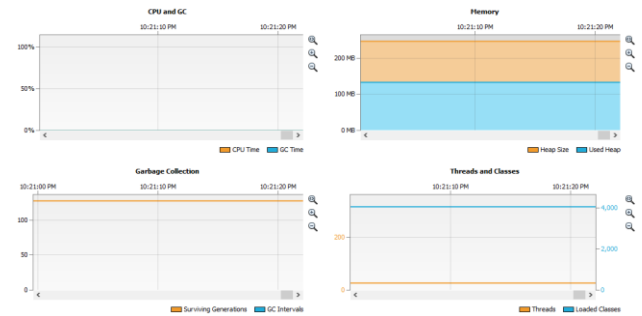 CPU and GC
10:21:10 PM 10:21:20 PM
100%
50%
0%
CPU Time GC Time
Memory
10:21:10 PM 10:21:20 PM
200 MB
100 MB
0 MB
Heap Size Used Heap
Garbage Collection
10:21:00 PM 10:21:10 PM 10:21:20 PM
100
50
0
Surviving Generations GC Intervals
Threads and Classes
10:21:10 PM 10:21:20 PM
4,000
200
2,000
0 0
Threads Loaded Classes